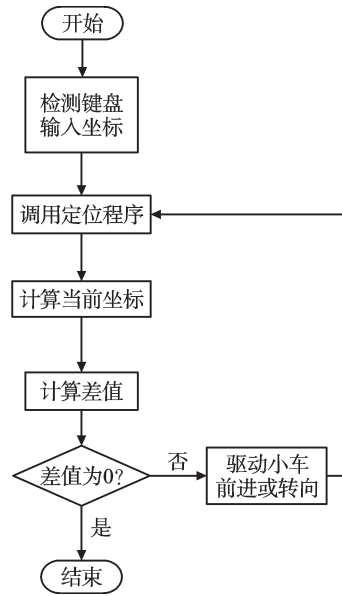 开始
检测键盘
输入坐标
调用定位程序
计算当前坐标
计算差值
差值为0?
否
驱动小车
前进或转向
是
结束